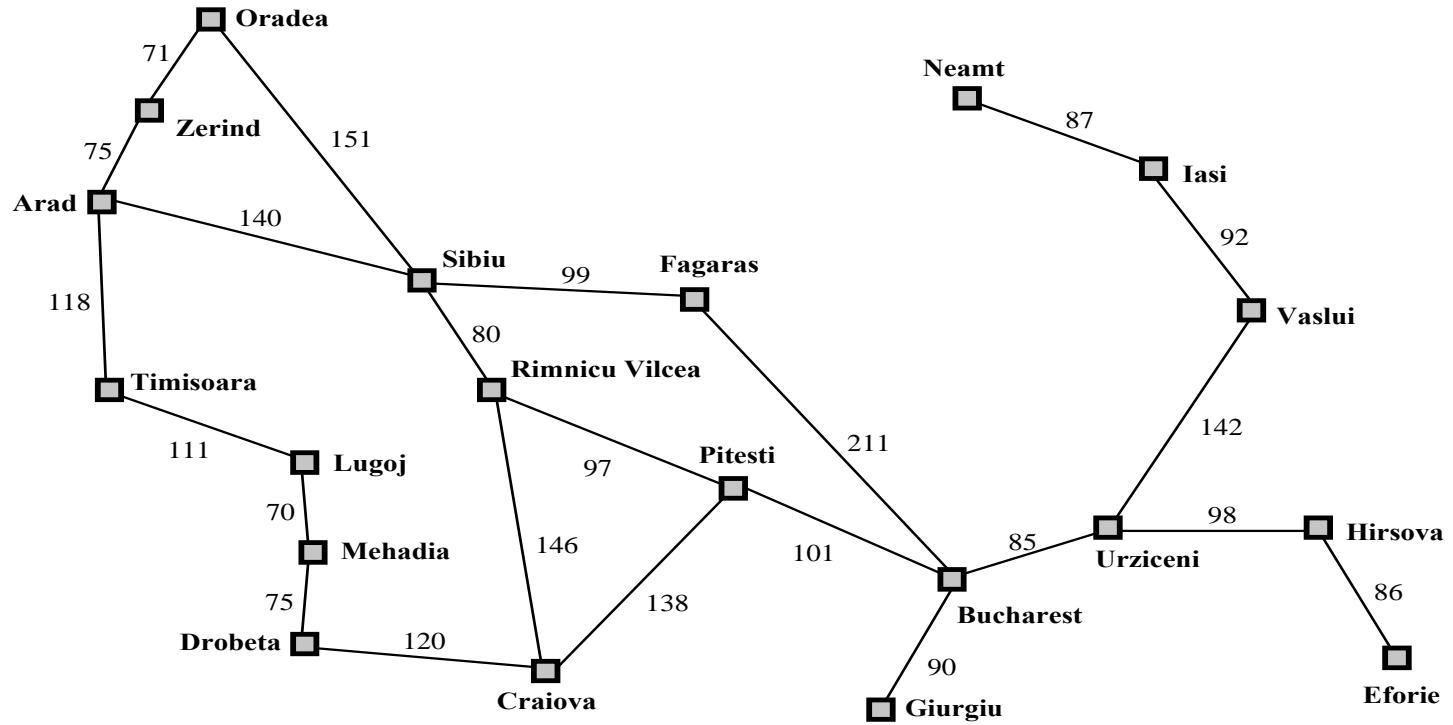 Oradea
71
Neamt
87
Zerind
151
75
Iasi
Arad
140
92
Sibiu
Fagaras
99
118
Vaslui
80
Timisoara
Rimnicu Vilcea
142
111
211
Lugoj
97
Pitesti
70
98
Hirsova
146
101
85
Urziceni
Mehadia
86
75
138
Bucharest
Drobeta
120
90
Craiova
Giurgiu
Eforie